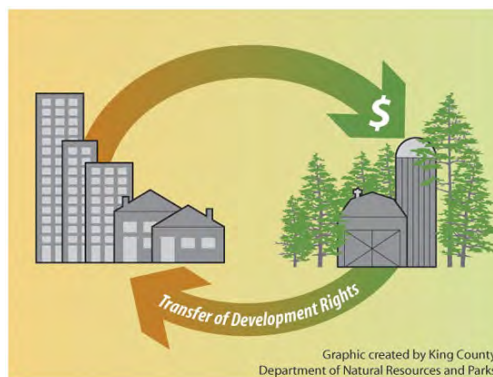 $
Transfer of Development Rights
Graphic created by King County
Department of Natural Resources and Parks